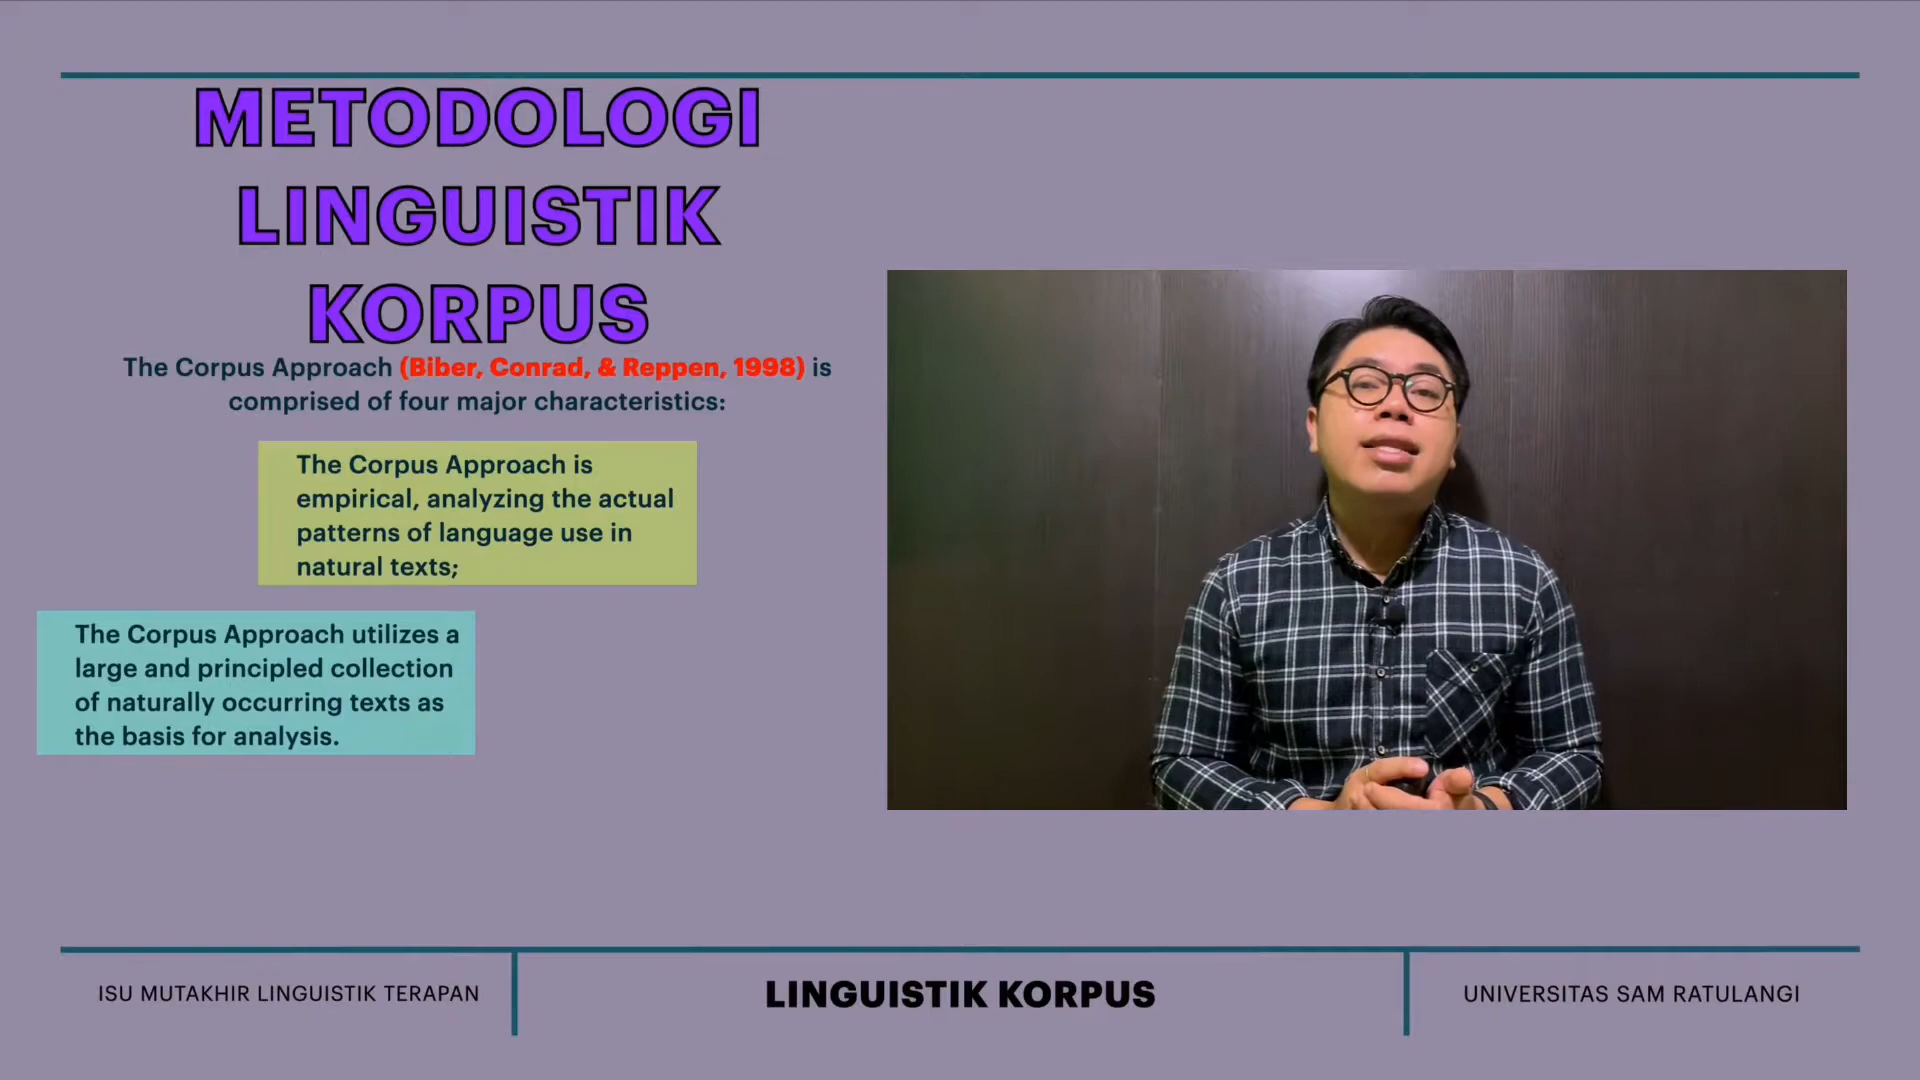 METODOLOGI
LINGUISTIK
KORPUS
The Corpus Approach (Biber, Conrad, & Reppen, 1998) is
comprised of four major characteristics:
The Corpus Approach is
empirical, analyzing the actual
patterns of language use in
natural texts;
The Corpus Approach utilizes a
large and principled collection
of naturally occurring texts as
the basis for analysis.
ISU MUTAKHIR LINGUISTIK TERAPAN
LINGUISTIK KORPUS
UNIVERSITAS SAM RATULANGI